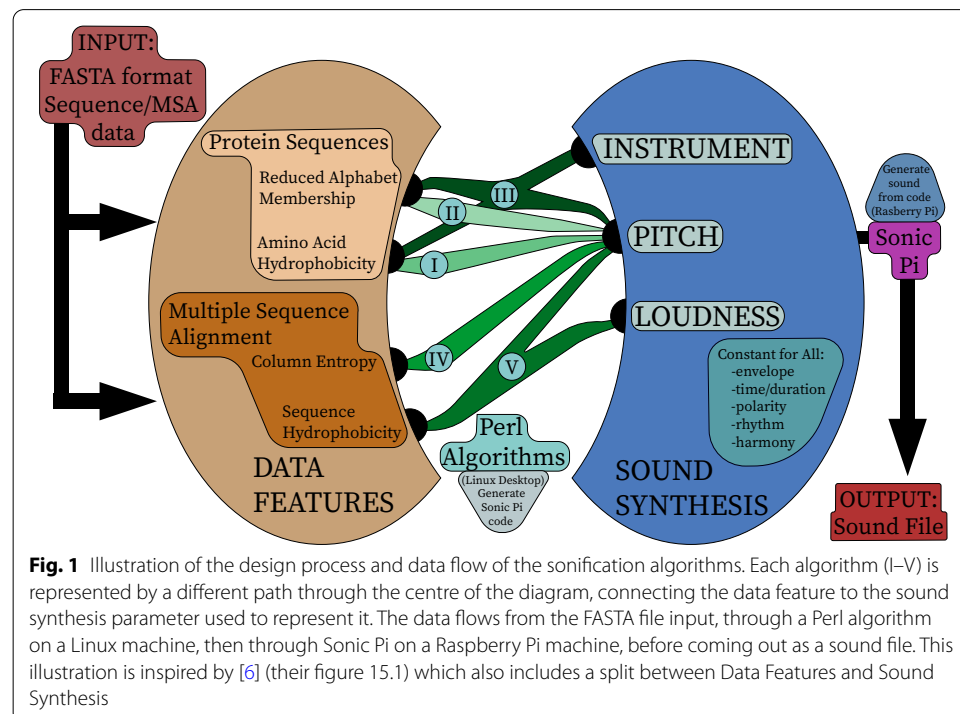 INPUT:
FASTA format
Sequence/MSA
data
Protein Sequences
Reduced Alphabet
Membership
Amino Acid
Hydrophobicity
Multiple Sequence
Alignment
Column Entropy
Sequence
Hydrophobicity
DATA
FEATURES
III
II
I
IV
V
Perl
Algorithms
(Linux Desktop)
Generate
Sonic Pi
code
INSTRUMENT
PITCH
LOUDNESS
Constant for All:
-envelope
-time/duration
-polarity
-rhythm
-harmony
SOUND
SYNTHESIS
Generate
sound
from code
(Rasberry Pi)
Sonic
Pi
OUTPUT:
Sound File
Fig. 1 Illustration of the design process and data flow of the sonification algorithms. Each algorithm (I–V) is
represented by a different path through the centre of the diagram, connecting the data feature to the sound
synthesis parameter used to represent it. The data flows from the FASTA file input, through a Perl algorithm
on a Linux machine, then through Sonic Pi on a Raspberry Pi machine, before coming out as a sound file. This
illustration is inspired by [6] (their figure 15.1) which also includes a split between Data Features and Sound
Synthesis